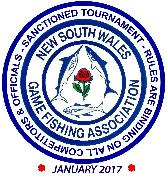 SANCTIONED TOURNAMENT - RULES ARE BINDING ON ALL COMPETITORS & OFFICIALS -
NEW SOUTH WALES
GAME FISHING ASSOCIATION
• JANUARY 2017 •